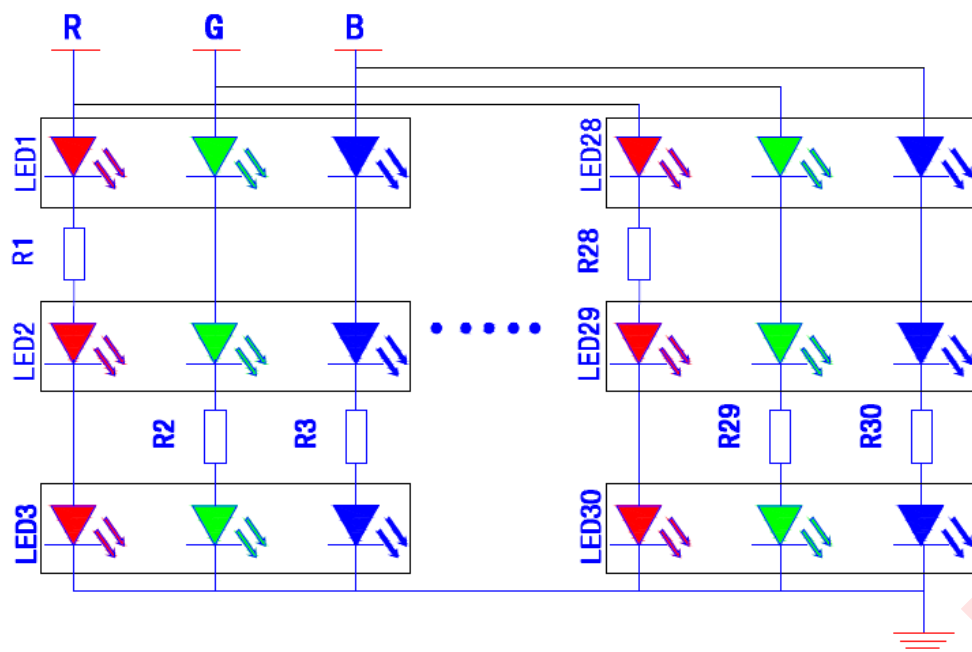 R G B
LED1 LED28
R1 R28
LED2 LED29
R2 R3 R29 R30
LED3 LED30